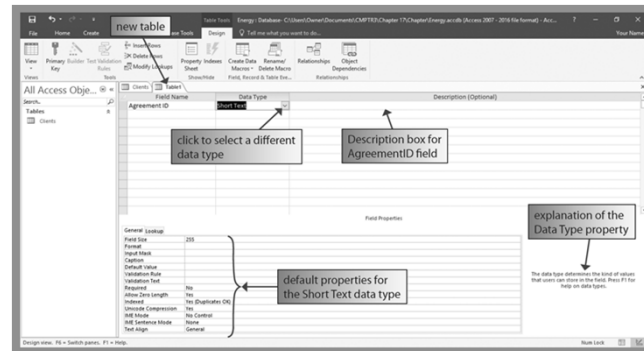 new table
Table Tools
Energy : Database- C:\Users\Owner\Documents\CMPTR3\Chapter 17\Chapter\Energy.accdb (Access 2007 - 2016 file format) - Acc...
?
File
Home
Create
ase Tools
Design
Tell me what you want to do...
Your Name
View
Primary Key
Builder
Test Validation Rules
Insert Rows
Delete Rows
Modify Lookups
Property Sheet
Indexes
Create Data Macros
Rename/ Delete Macro
Relationships
Object Dependencies
Views
Tools
Show/Hide
Field, Record & Table Eve...
Relationships
All Access Obje...
Search...
Tables
Clients
Clients
Table1
Field Name
Data Type
Description (Optional)
Agreement ID
Short Text
click to select a different
data type
Description box for
AgreementID field
Field Properties
General
Lookup
Field Size 255
Format
Input Mask
Caption
Default Value
Validation Rule
Validation Text
Required No
Allow Zero Length Yes
Indexed Yes (Duplicates OK)
Unicode Compression Yes
IME Mode No Control
IME Sentence Mode None
Text Align General
default properties for
the Short Text data type
explanation of the
Data Type property
The data type determines the kind of values
that users can store in the field. Press F1 for
help on data types.
Design view. F6 = Switch panes. F1 = Help.
Num Lock